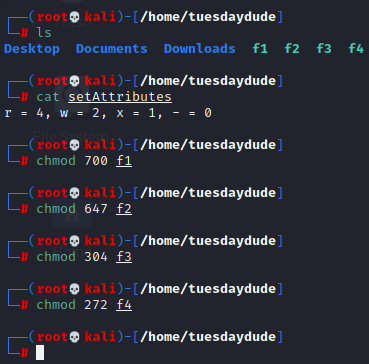 ┌──(root💀kali)-[/home/tuesdaydude]
└─# ls
Desktop  Documents  Downloads  f1  f2  f3  f4
┌──(root💀kali)-[/home/tuesdaydude]
└─# cat setAttributes
r = 4, w = 2, x = 1, - = 0
┌──(root💀kali)-[/home/tuesdaydude]
└─# chmod 700 f1
┌──(root💀kali)-[/home/tuesdaydude]
└─# chmod 647 f2
┌──(root💀kali)-[/home/tuesdaydude]
└─# chmod 304 f3
┌──(root💀kali)-[/home/tuesdaydude]
└─# chmod 272 f4
┌──(root💀kali)-[/home/tuesdaydude]
└─#